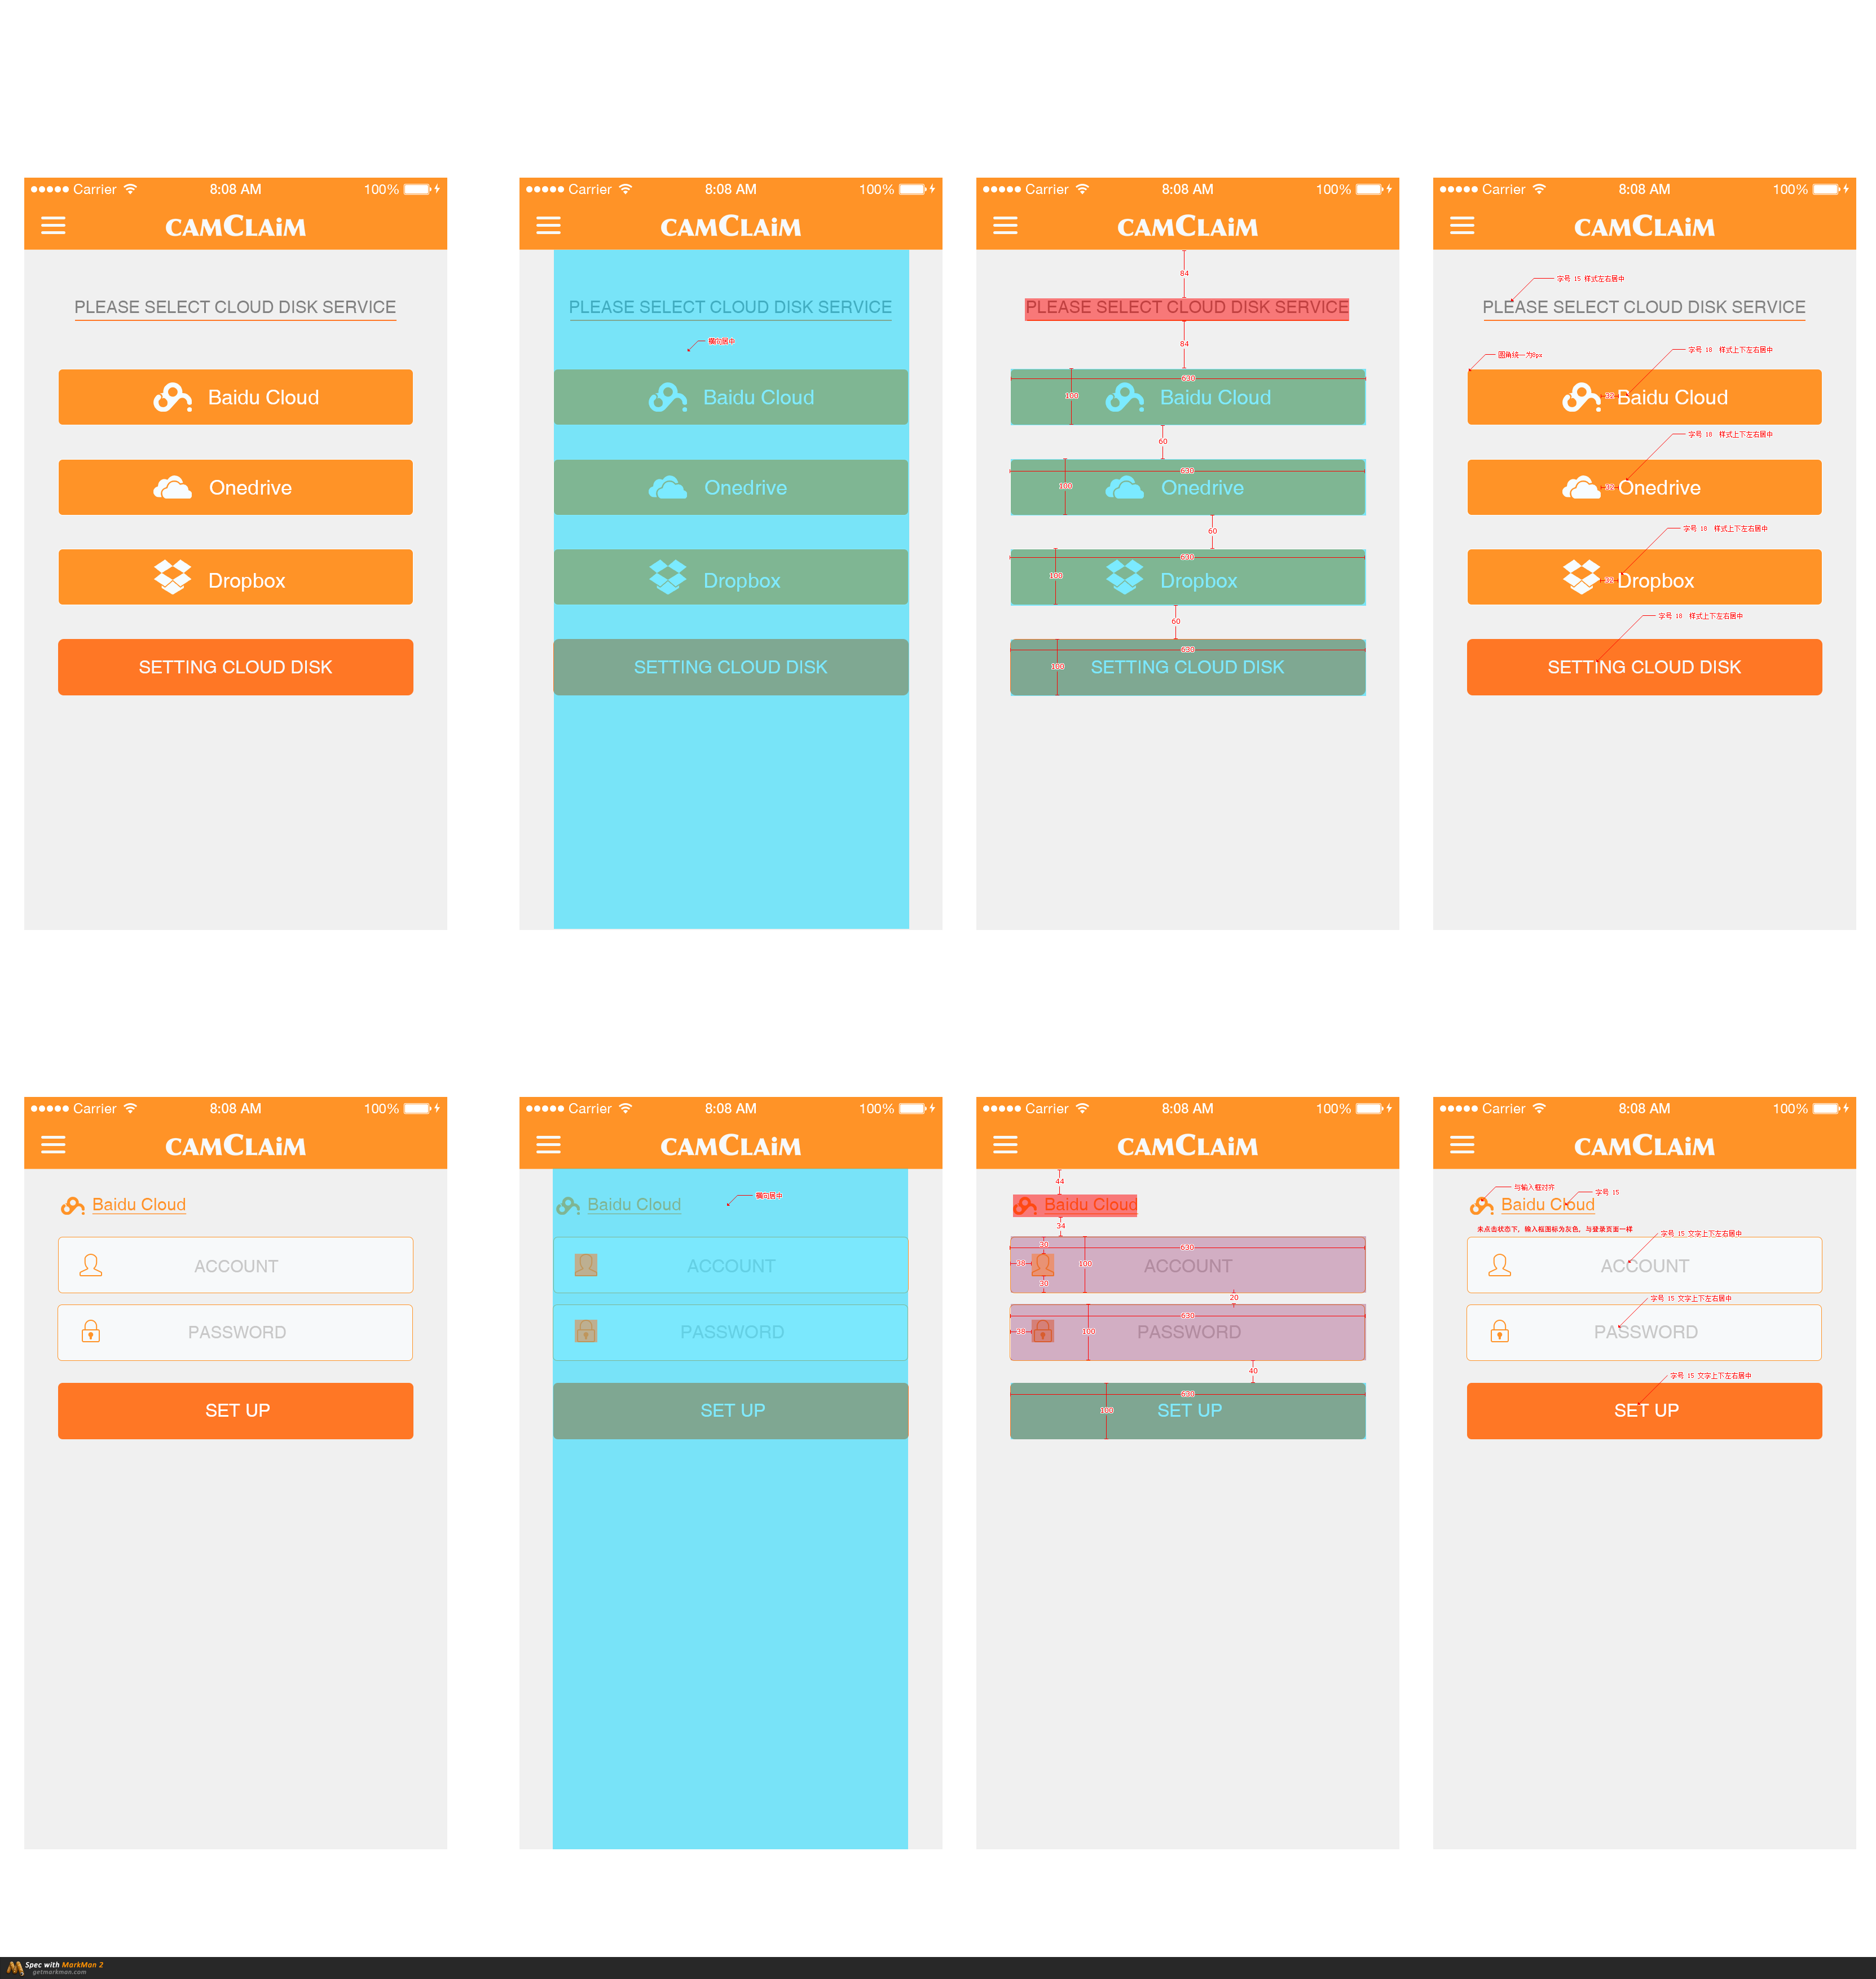 Carrier 8:08 AM 100%
CAMCLAiM
PLEASE SELECT CLOUD DISK SERVICE
Baidu Cloud
Onedrive
Dropbox
SETTING CLOUD DISK
Carrier 8:08 AM 100%
CAMCLAiM
PLEASE SELECT CLOUD DISK SERVICE
横向居中
Baidu Cloud
Onedrive
Dropbox
SETTING CLOUD DISK
Carrier 8:08 AM 100%
CAMCLAiM
84
PLEASE SELECT CLOUD DISK SERVICE
84
630
100
Baidu Cloud
60
630
100
Onedrive
60
630
100
Dropbox
60
630
100
SETTING CLOUD DISK
Carrier 8:08 AM 100%
CAMCLAiM
字号 15 样式左右居中
PLEASE SELECT CLOUD DISK SERVICE
字号 18 样式上下左右居中
圆角统一为8px
32
Baidu Cloud
字号 18 样式上下左右居中
32
Onedrive
字号 18 样式上下左右居中
32
Dropbox
字号 18 样式上下左右居中
SETTING CLOUD DISK
Carrier 8:08 AM 100%
CAMCLAiM
Baidu Cloud
ACCOUNT
PASSWORD
SET UP
Carrier 8:08 AM 100%
CAMCLAiM
横向居中
Baidu Cloud
ACCOUNT
PASSWORD
SET UP
Carrier 8:08 AM 100%
CAMCLAiM
44
Baidu Cloud
34
30
630
38
100
ACCOUNT
30
20
630
38
100
PASSWORD
40
630
100
SET UP
Carrier 8:08 AM 100%
CAMCLAiM
与输入框对齐
字号 15
Baidu Cloud
未点击状态下，输入框图标为灰色，与登录页面一样
字号 15 文字上下左右居中
ACCOUNT
字号 15 文字上下左右居中
PASSWORD
字号 15 文字上下左右居中
SET UP
Spec with MarkMan 2
getmarkman.com